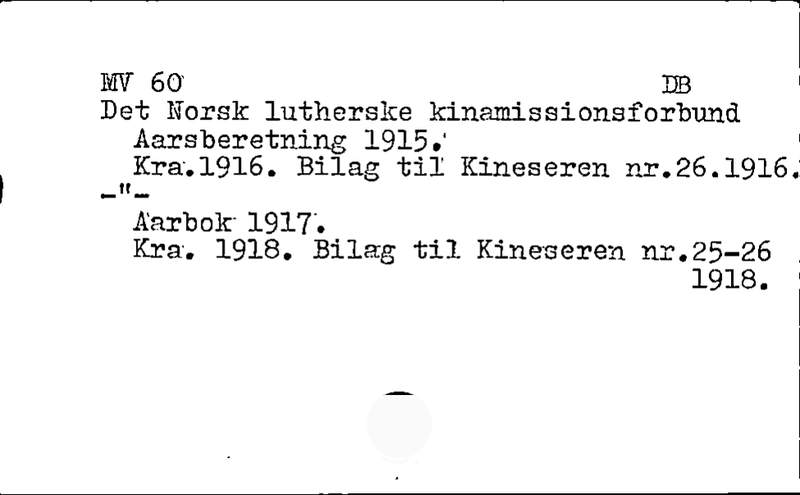 MV 60 DB
Det Norsk lutherske kinamissionsforbund
Aarsberetning 1915.
Kra.1916. Bilag til Kineseren nr.26.1916.
-"-
Aarbok 1917.
Kra. 1918. Bilag til Kineseren nr.25-26
1918.